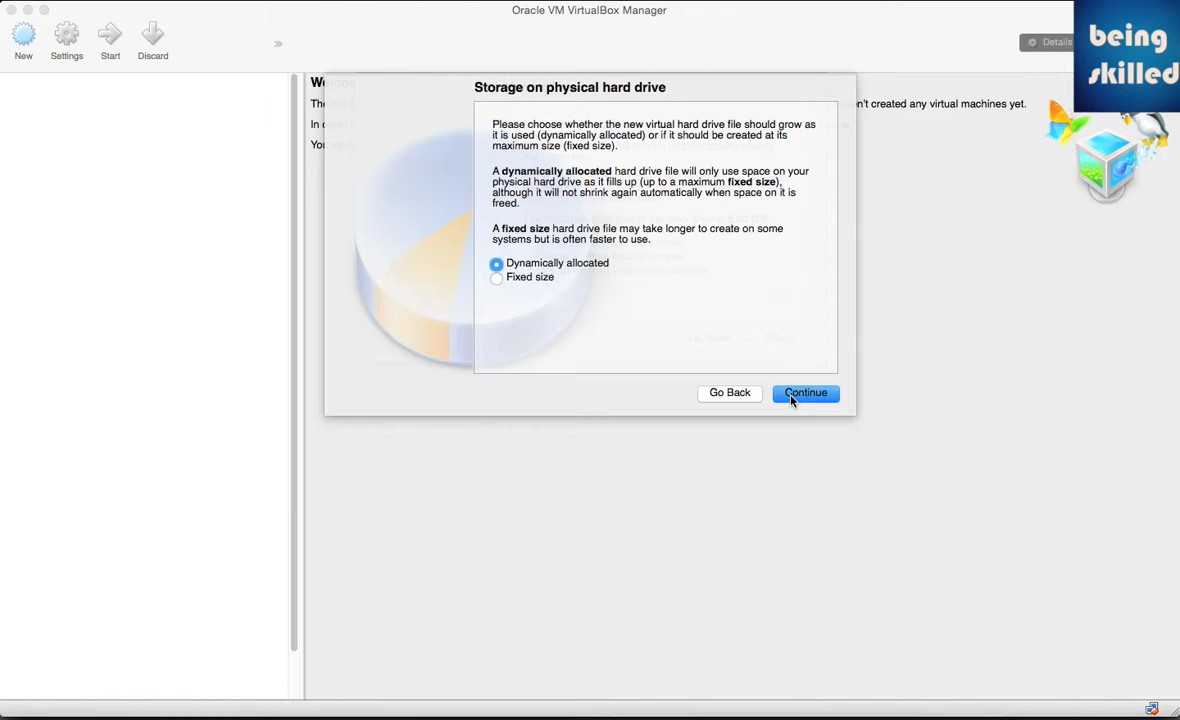 Oracle VM VirtualBox Manager
New
Settings
Start
Discard
»
Details
being
skilled
Storage on physical hard drive
n't created any virtual machines yet.
Please choose whether the new virtual hard drive file should grow as
it is used (dynamically allocated) or if it should be created at its
maximum size (fixed size).
A dynamically allocated hard drive file will only use space on your
physical hard drive as it fills up (up to a maximum fixed size),
although it will not shrink again automatically when space on it is
freed.
A fixed size hard drive file may take longer to create on some
systems but is often faster to use.
Dynamically allocated
Fixed size
Go Back
Continue